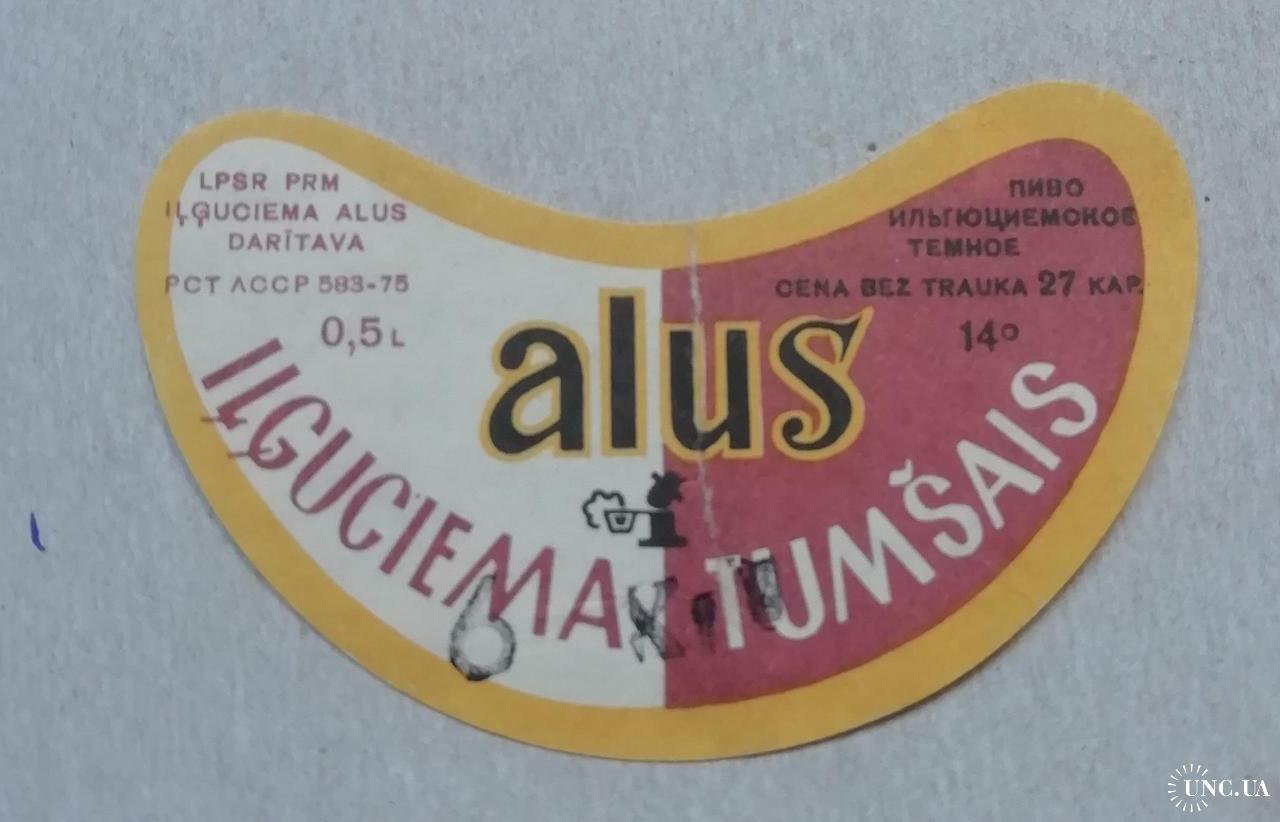 LPSR PRM
IĻĢUCIEMA ALUS
DARĪTAVA
РСТ ЛССР 583-75
0,5 L
ПИВО
ИЛЬГЮЦИЕМСКОЕ
ТЕМНОЕ
CENA BEZ TRAUKA 27 KAP.
14°
alus
IĻĢUCIEMA TUMŠAIS
6
UNC.UA